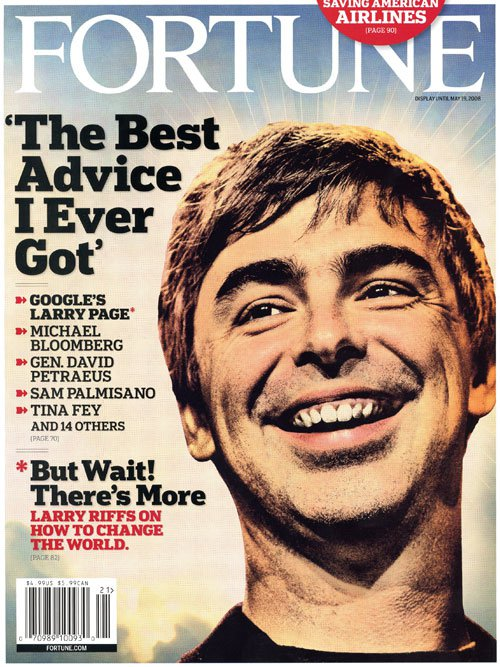 SAVING AMERICAN
AIRLINES
(PAGE 90)
FORTUNE
DISPLAY UNTIL MAY 19, 2008
‘The Best
Advice
I Ever
Got’
GOOGLE'S
LARRY PAGE*
MICHAEL
BLOOMBERG
GEN. DAVID
PETRAEUS
SAM PALMISANO
TINA FEY
AND 14 OTHERS
(PAGE 70)
*But Wait!
There's More
LARRY RIFFS ON
HOW TO CHANGE
THE WORLD.
(PAGE 82)
$4.99US $5.99CAN
21>
0 70989 10093 0
FORTUNE.COM